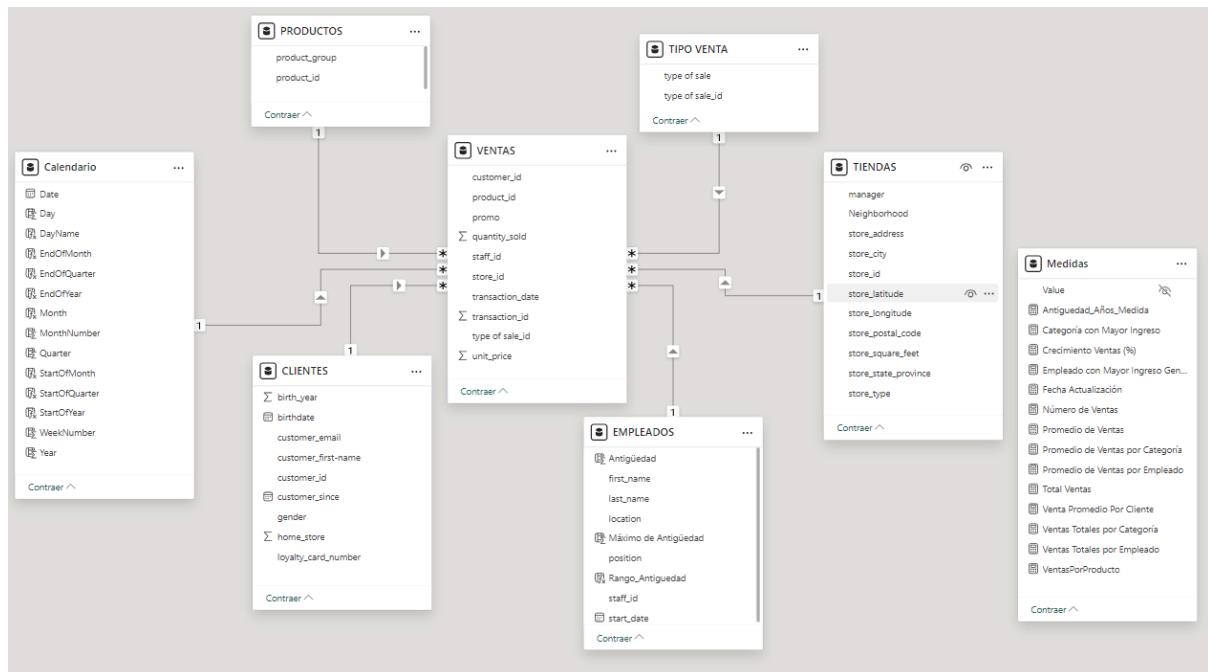 PRODUCTOS
product_group
product_id
Contraer
TIPO VENTA
type of sale
type of sale_id
Contraer
Calendario
Date
Day
DayName
EndOfMonth
EndOfQuarter
EndOfYear
Month
MonthNumber
Quarter
StartOfMonth
StartOfQuarter
StartOfYear
WeekNumber
Year
Contraer
VENTAS
customer_id
product_id
promo
quantity_sold
staff_id
store_id
transaction_date
transaction_id
type of sale_id
unit_price
Contraer
TIENDAS
manager
Neighborhood
store_address
store_city
store_id
store_latitude
store_longitude
store_postal_code
store_square_feet
store_state_province
store_type
Contraer
CLIENTES
birth_year
birthdate
customer_email
customer_first-name
customer_id
customer_since
gender
home_store
loyalty_card_number
Contraer
EMPLEADOS
Antigüedad
first_name
last_name
location
Máximo de Antigüedad
position
Rango_Antiguedad
staff_id
start_date
Contraer
Medidas
Value
Antiguedad_Años_Medida
Categoría con Mayor Ingreso
Crecimiento Ventas (%)
Empleado con Mayor Ingreso Gen...
Fecha Actualización
Número de Ventas
Promedio de Ventas
Promedio de Ventas por Categoría
Promedio de Ventas por Empleado
Total Ventas
Venta Promedio Por Cliente
Ventas Totales por Categoría
Ventas Totales por Empleado
VentasPorProducto
Contraer
1
1
1
1
1
1